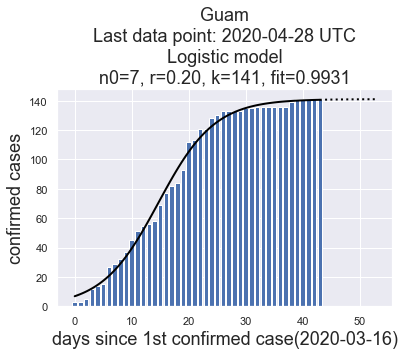 Guam
Last data point: 2020-04-28 UTC
Logistic model
n0=7, r=0.20, k=141, fit=0.9931
140
120
100
80
60
40
20
0
confirmed cases
0 10 20 30 40 50
days since 1st confirmed case(2020-03-16)